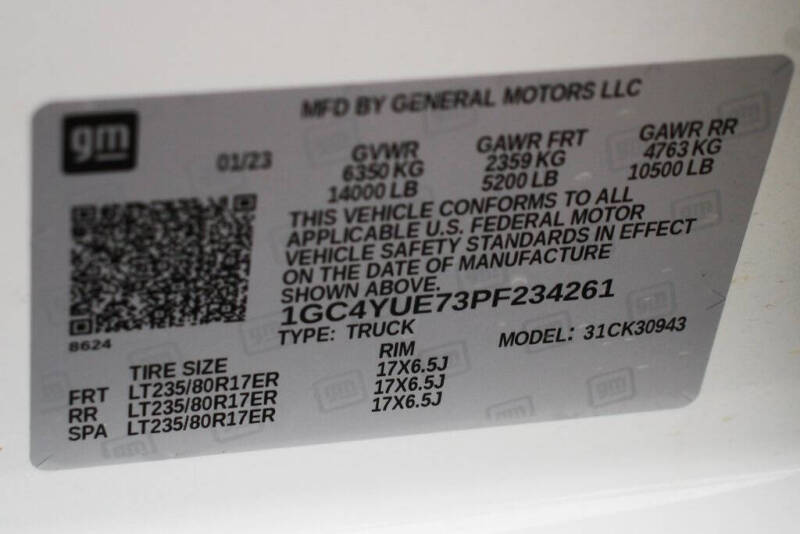 MFD BY GENERAL MOTORS LLC
gm
01/23
GVWR GAWR FRT GAWR RR
6350 KG 2359 KG 4763 KG
14000 LB 5200 LB 10500 LB
THIS VEHICLE CONFORMS TO ALL
APPLICABLE U.S. FEDERAL MOTOR
VEHICLE SAFETY STANDARDS IN EFFECT
ON THE DATE OF MANUFACTURE
SHOWN ABOVE.
1GC4YUE73PF234261
TYPE: TRUCK MODEL: 31CK30943
8624
TIRE SIZE RIM
FRT LT235/80R17ER 17X6.5J
RR LT235/80R17ER 17X6.5J
SPA LT235/80R17ER 17X6.5J